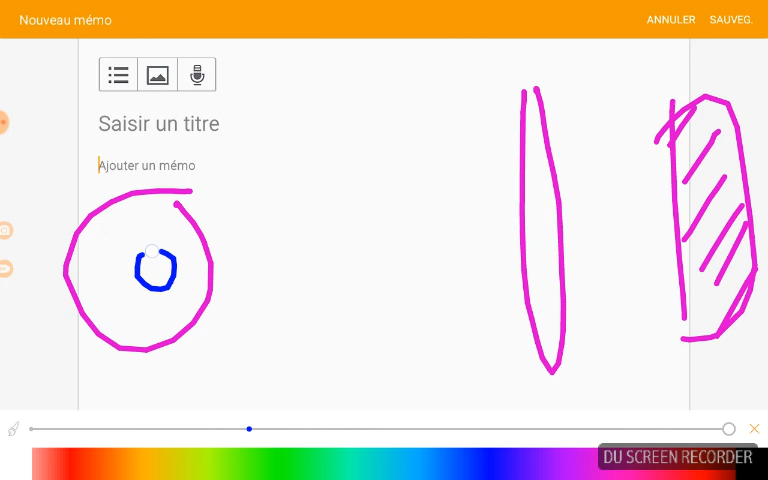 Nouveau mémo
ANNULER SAUVEG.
Saisir un titre
Ajouter un mémo
DU SCREEN RECORDER